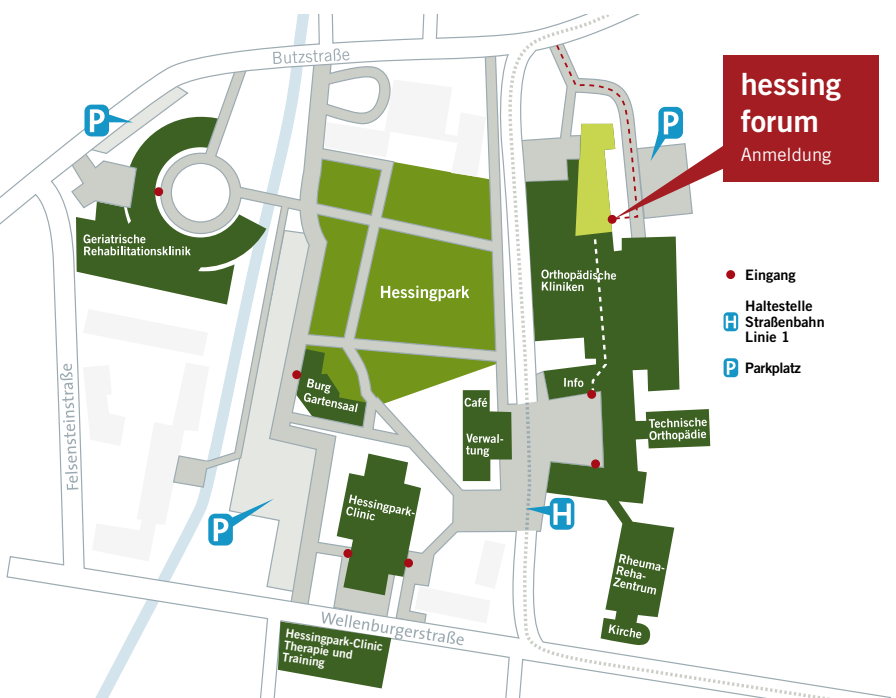 Butzstraße
hessing
forum
Anmeldung
P
P
Geriatrische
Rehabilitationsklinik
Orthopädische
Kliniken
Hessingpark
Eingang
H
Haltestelle
Straßenbahn
Linie 1
P
Parkplatz
Burg
Gartensaal
Info
Café
Verwal-
tung
Technische
Orthopädie
Felsensteinstraße
Hessingpark-
Clinic
P
H
Rheuma-
Reha-
Zentrum
Kirche
Wellenburgerstraße
Hessingpark-Clinic
Therapie und
Training